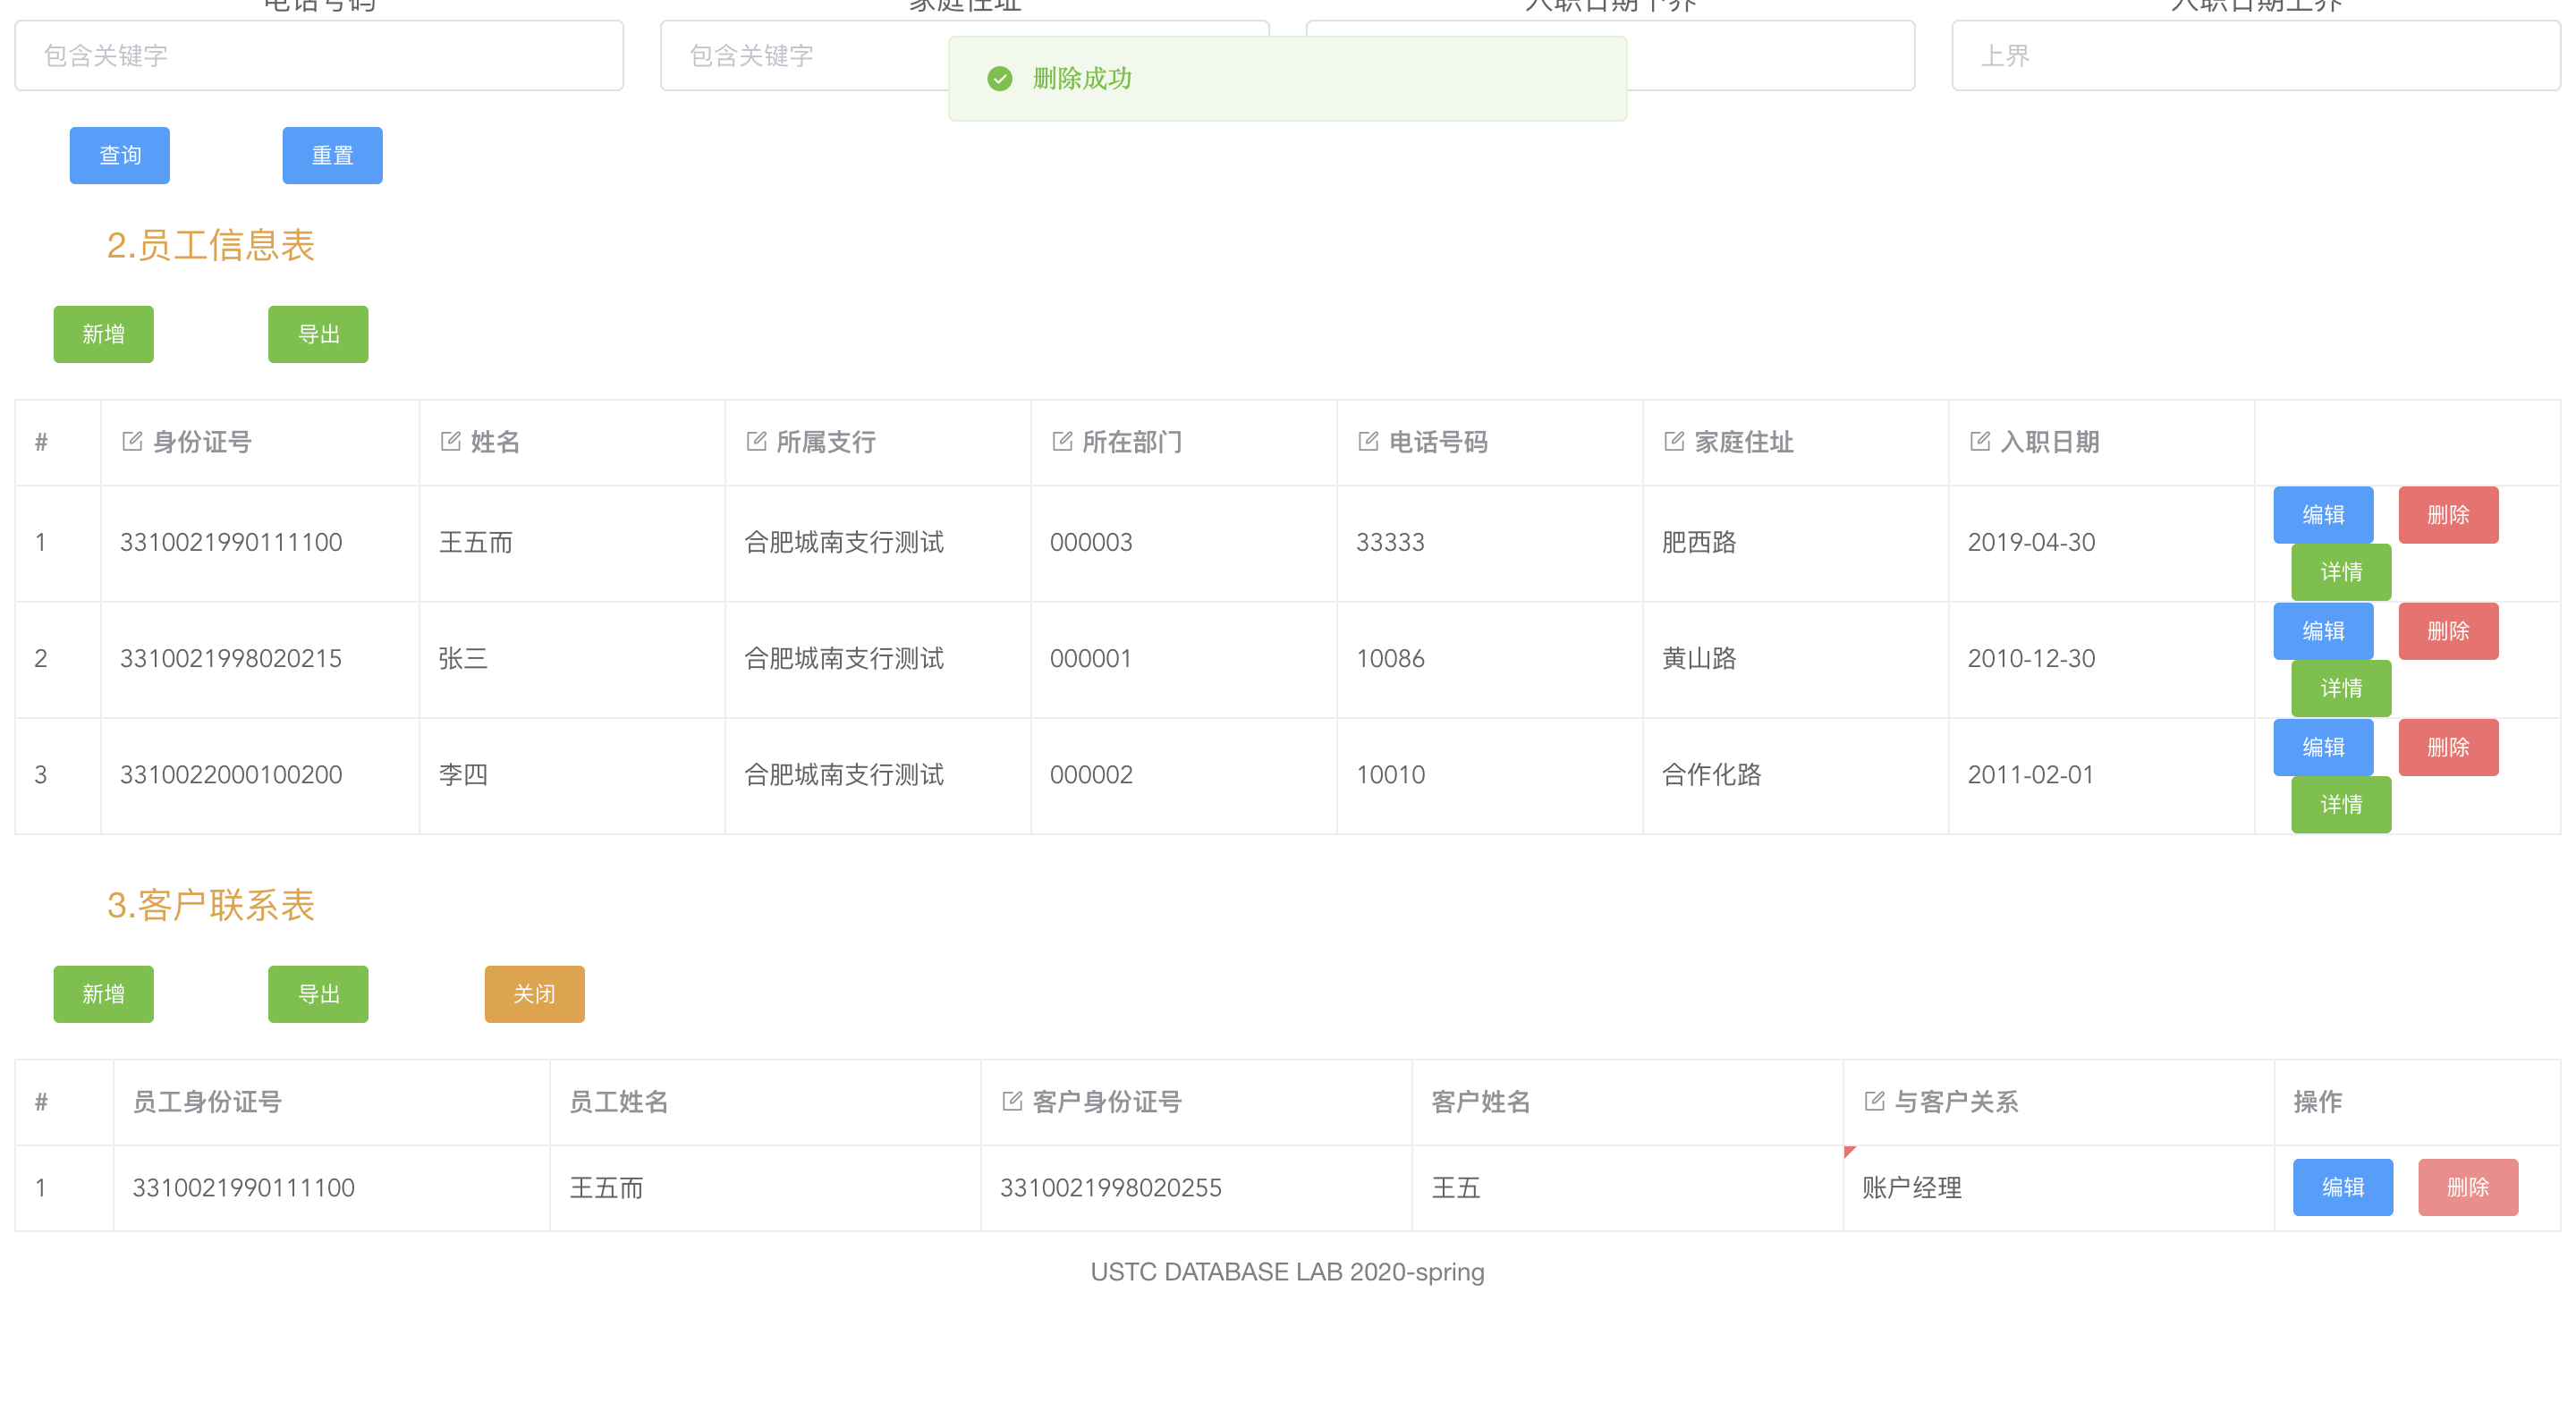 电话号码 家庭住址 入职日期下界 入职日期上界
包含关键字 包含关键字 上界
删除成功
查询 重置
2.员工信息表
新增 导出
# 身份证号 姓名 所属支行 所在部门 电话号码 家庭住址 入职日期
1 3310021990111100 王五而 合肥城南支行测试 000003 33333 肥西路 2019-04-30 编辑 删除
详情
2 3310021998020215 张三 合肥城南支行测试 000001 10086 黄山路 2010-12-30 编辑 删除
详情
3 3310022000100200 李四 合肥城南支行测试 000002 10010 合作化路 2011-02-01 编辑 删除
详情
3.客户联系表
新增 导出 关闭
# 员工身份证号 员工姓名 客户身份证号 客户姓名 与客户关系 操作
1 3310021990111100 王五而 3310021998020255 王五 账户经理 编辑 删除
USTC DATABASE LAB 2020-spring